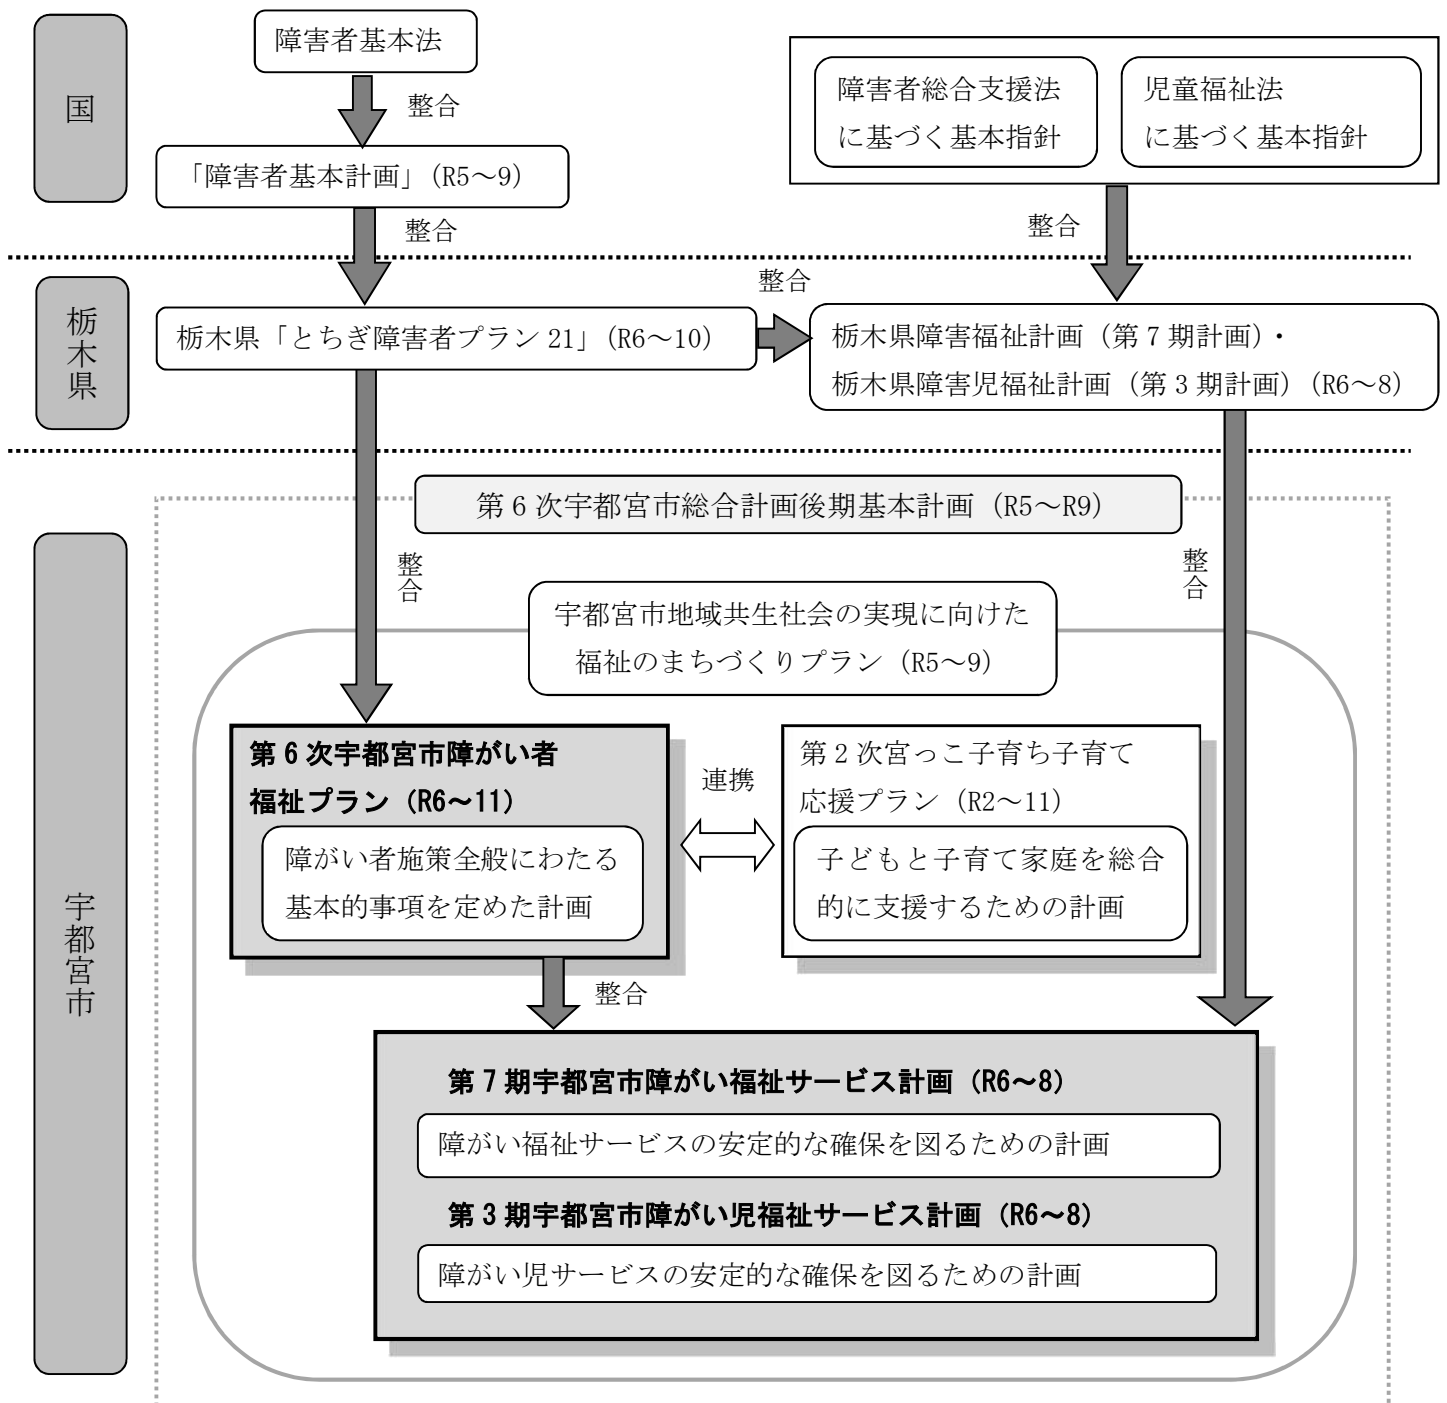 国
障害者基本法
整合
「障害者基本計画」（R5～9）
整合
障害者総合支援法
に基づく基本指針
児童福祉法
に基づく基本指針
整合
栃木県
栃木県「とちぎ障害者プラン 21」（R6～10）
整合
栃木県障害福祉計画（第 7 期計画）・
栃木県障害児福祉計画（第 3 期計画）（R6～8）
宇都宮市
第 6 次宇都宮市総合計画後期基本計画（R5～R9）
整合
整合
宇都宮市地域共生社会の実現に向けた
福祉のまちづくりプラン（R5～9）
第 6 次宇都宮市障がい者
福祉プラン（R6～11）
障がい者施策全般にわたる
基本的事項を定めた計画
連携
第 2 次宮っこ子育ち子育て
応援プラン（R2～11）
子どもと子育て家庭を総合
的に支援するための計画
整合
第 7 期宇都宮市障がい福祉サービス計画（R6～8）
障がい福祉サービスの安定的な確保を図るための計画
第 3 期宇都宮市障がい児福祉サービス計画（R6～8）
障がい児サービスの安定的な確保を図るための計画